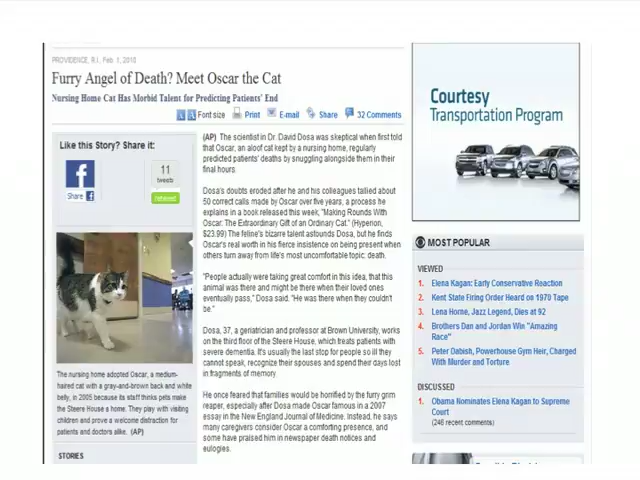 PROVIDENCE, R.I., Feb. 1, 2010
Furry Angel of Death? Meet Oscar the Cat
Nursing Home Cat Has Morbid Talent for Predicting Patients' End
Font size Print E-mail Share 32 Comments
Like this Story? Share it:
Share
11
tweets
retweet
The nursing home adopted Oscar, a medium-
haired cat with a gray-and-brown back and white
belly, in 2005 because its staff thinks pets make
the Steere House a home. They play with visiting
children and prove a welcome distraction for
patients and doctors alike. (AP)
STORIES
(AP) The scientist in Dr. David Dosa was skeptical when first told
that Oscar, an aloof cat kept by a nursing home, regularly
predicted patients' deaths by snuggling alongside them in their
final hours.
Dosa's doubts eroded after he and his colleagues tallied about
50 correct calls made by Oscar over five years, a process he
explains in a book released this week, "Making Rounds With
Oscar: The Extraordinary Gift of an Ordinary Cat." (Hyperion,
$23.99) The feline's bizarre talent astounds Dosa, but he finds
Oscar's real worth in his fierce insistence on being present when
others turn away from life's most uncomfortable topic: death.
"People actually were taking great comfort in this idea, that this
animal was there and might be there when their loved ones
eventually pass," Dosa said. "He was there when they couldn't
be."
Dosa, 37, a geriatrician and professor at Brown University, works
on the third floor of the Steere House, which treats patients with
severe dementia. It's usually the last stop for people so ill they
cannot speak, recognize their spouses and spend their days lost
in fragments of memory.
He once feared that families would be horrified by the furry grim
reaper, especially after Dosa made Oscar famous in a 2007
essay in the New England Journal of Medicine. Instead, he says
many caregivers consider Oscar a comforting presence, and
some have praised him in newspaper death notices and
eulogies.
Courtesy
Transportation Program
MOST POPULAR
VIEWED
1. Elena Kagan: Early Conservative Reaction
2. Kent State Firing Order Heard on 1970 Tape
3. Lena Horne, Jazz Legend, Dies at 92
4. Brothers Dan and Jordan Win "Amazing
Race"
5. Peter Dabish, Powerhouse Gym Heir, Charged
With Murder and Torture
DISCUSSED
1. Obama Nominates Elena Kagan to Supreme
Court
(246 recent comments)